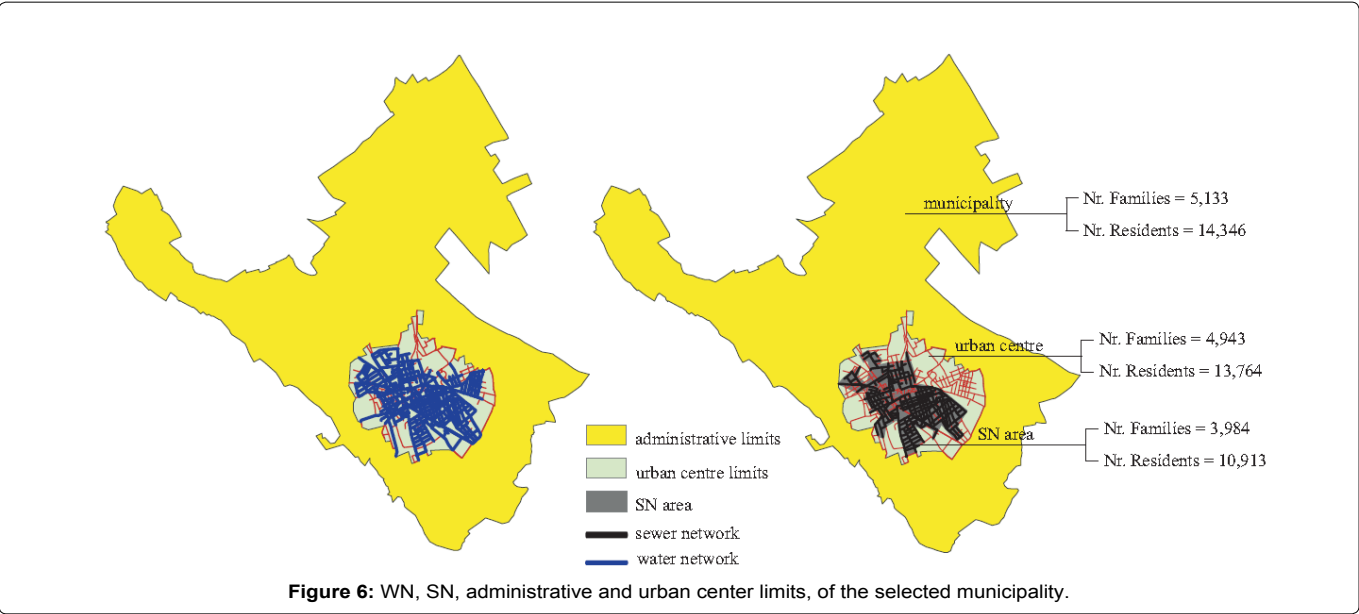 municipality
Nr. Families = 5,133
Nr. Residents = 14,346
urban centre
Nr. Families = 4,943
Nr. Residents = 13,764
SN area
Nr. Families = 3,984
Nr. Residents = 10,913
administrative limits
urban centre limits
SN area
sewer network
water network
Figure 6: WN, SN, administrative and urban center limits, of the selected municipality.